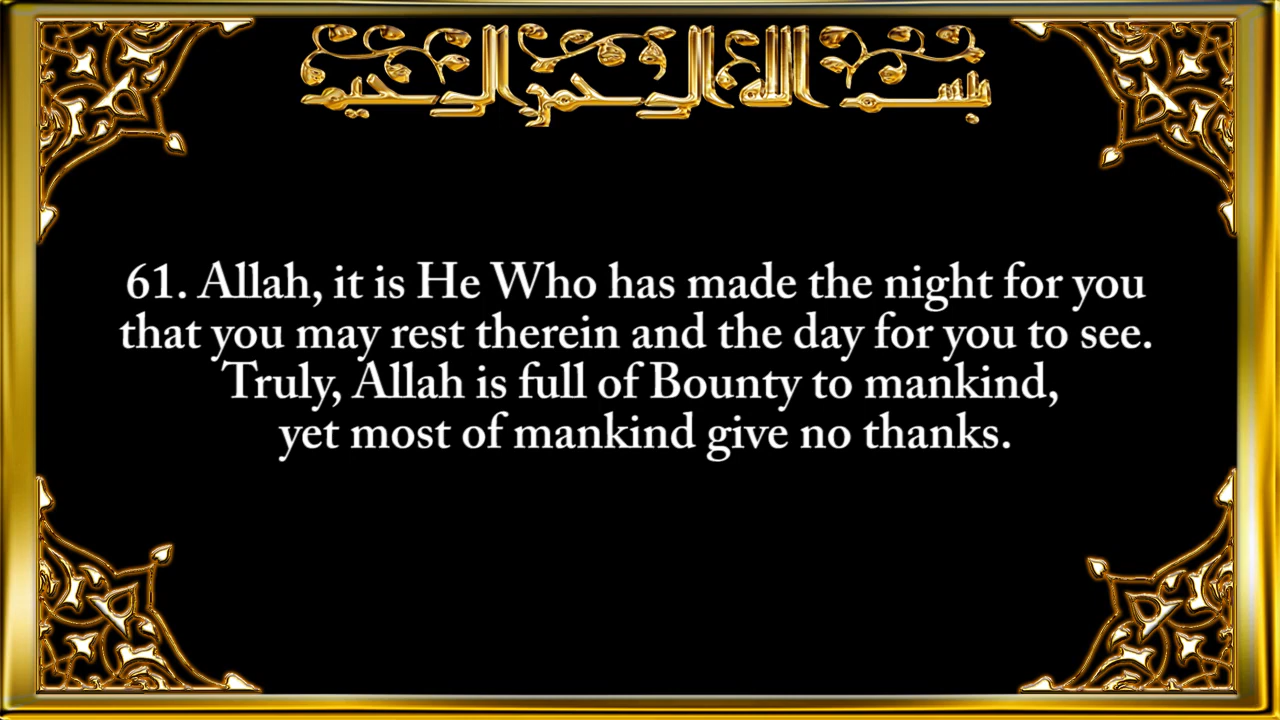 بسم الله الرحمن الرحيم
61. Allah, it is He Who has made the night for you
that you may rest therein and the day for you to see.
Truly, Allah is full of Bounty to mankind,
yet most of mankind give no thanks.